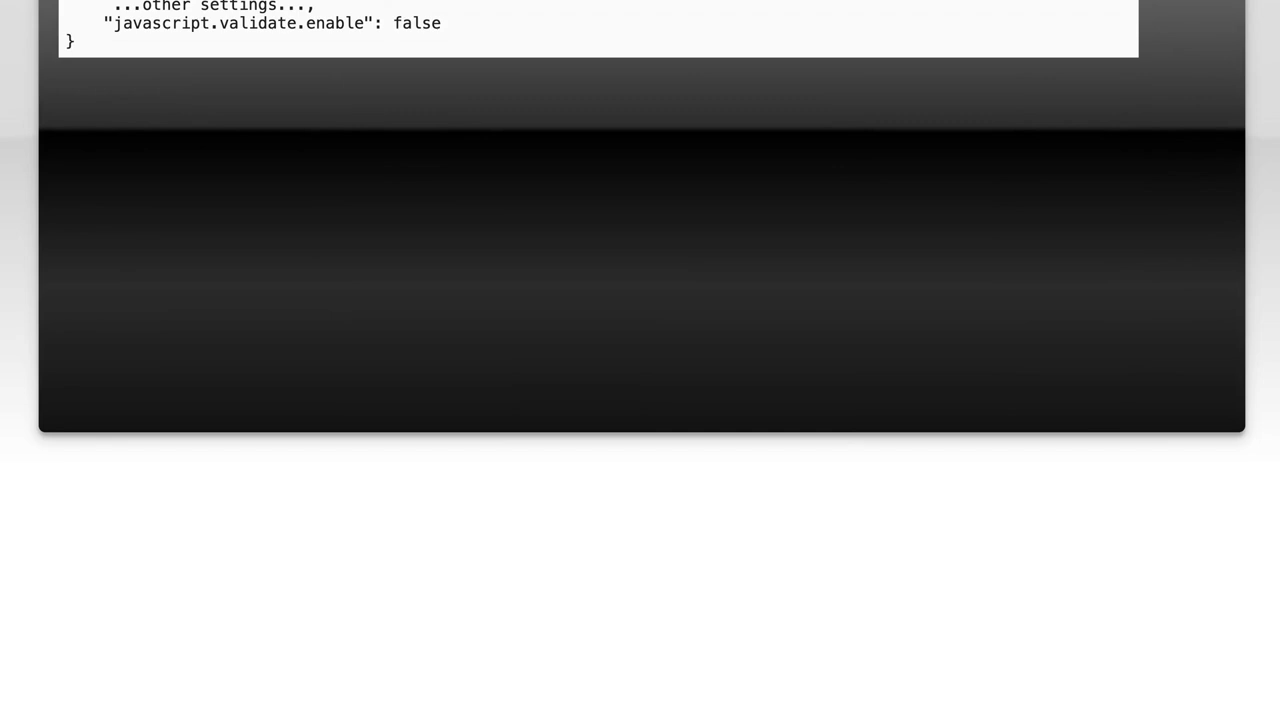 ...other settings...,
"javascript.validate.enable": false
}